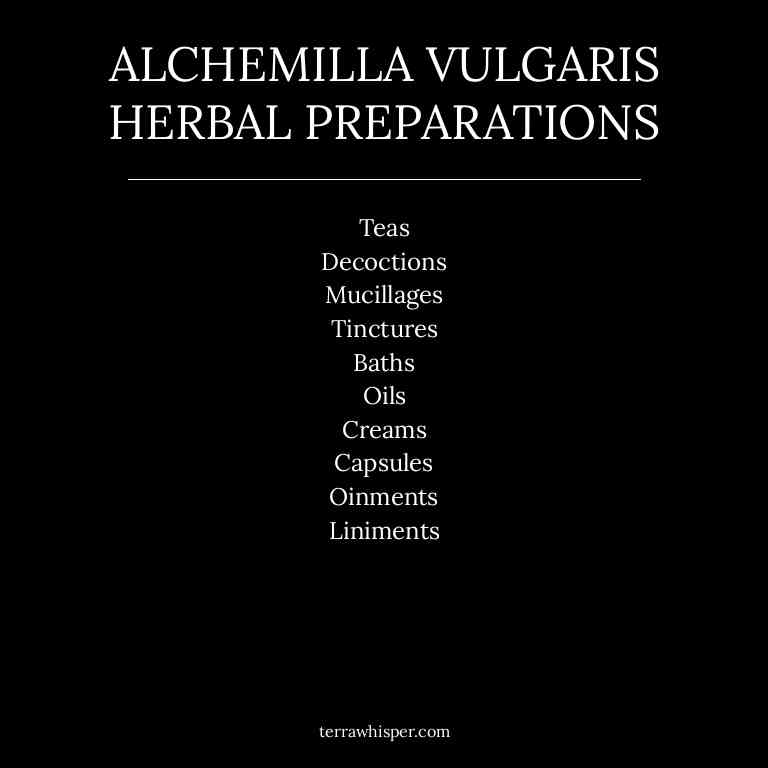 ALCHEMILLA VULGARIS
HERBAL PREPARATIONS
Teas
Decoctions
Mucillages
Tinctures
Baths
Oils
Creams
Capsules
Oinments
Liniments
terrawhisper.com